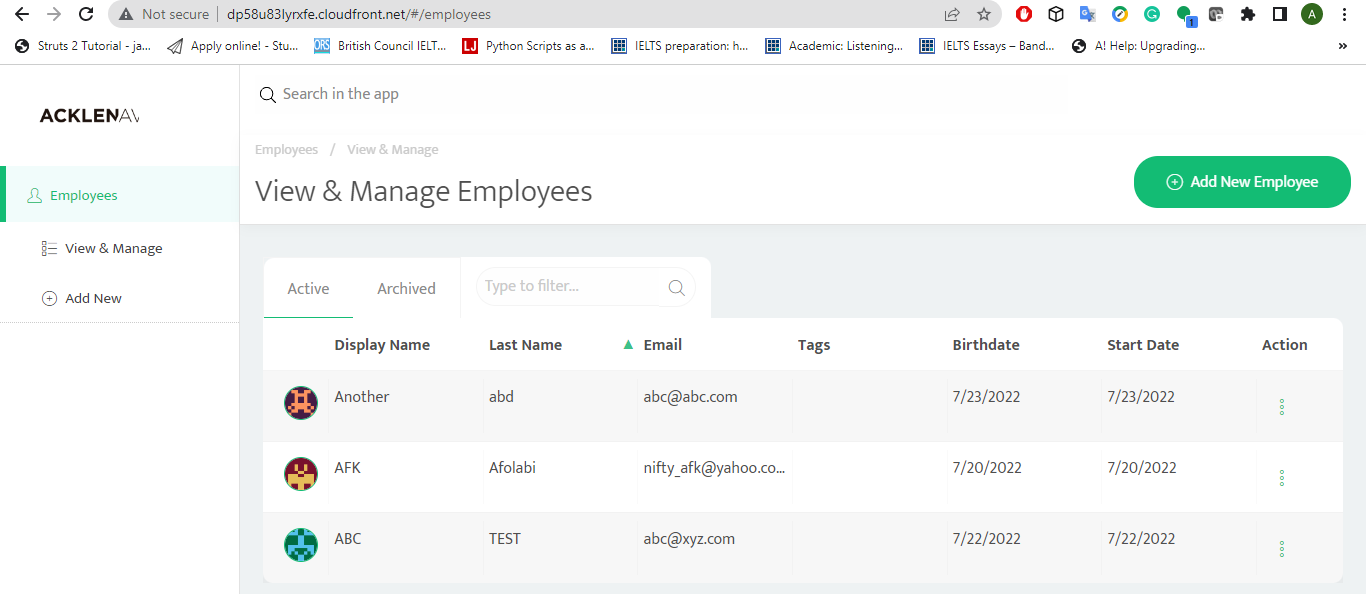 Not secure dp58u83lyrxfe.cloudfront.net/#/employees
1
A
Struts 2 Tutorial - ja... Apply online! - Stu... ORS British Council IELT... LJ Python Scripts as a... IELTS preparation: h... Academic: Listening... IELTS Essays – Band... A! Help: Upgrading... »
ACKLENAV
Search in the app
Employees / View & Manage
View & Manage Employees
Add New Employee
Employees
View & Manage
Add New
Active Archived Type to filter...
Display Name Last Name ▲ Email Tags Birthdate Start Date Action
Another abd abc@abc.com 7/23/2022 7/23/2022
AFK Afolabi nifty_afk@yahoo.co... 7/20/2022 7/20/2022
ABC TEST abc@xyz.com 7/22/2022 7/22/2022